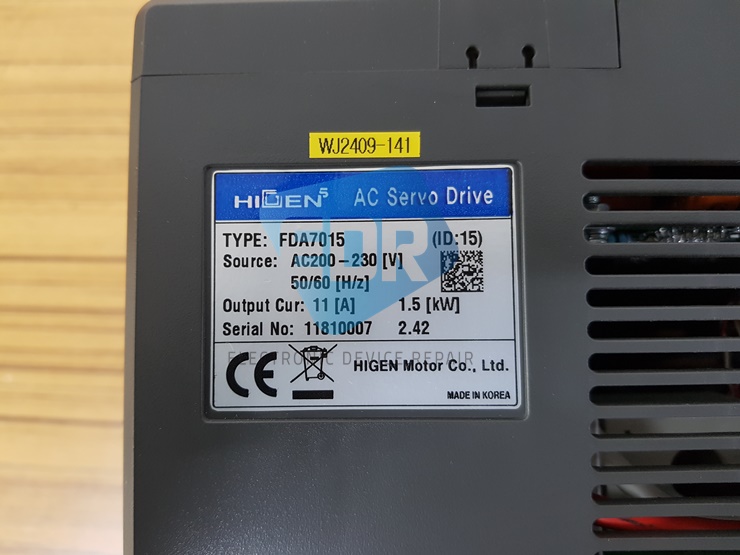 WJ2409-141
HIGEN5 AC Servo Drive
TYPE: FDA7015 (ID:15)
Source: AC200-230 [V]
50/60 [H/z]
Output Cur: 11 [A] 1.5 [kW]
Serial No: 11810007 2.42
ELECTRONIC DEVICE REPAIR
CE HIGEN Motor Co., Ltd.
MADE IN KOREA
EDR